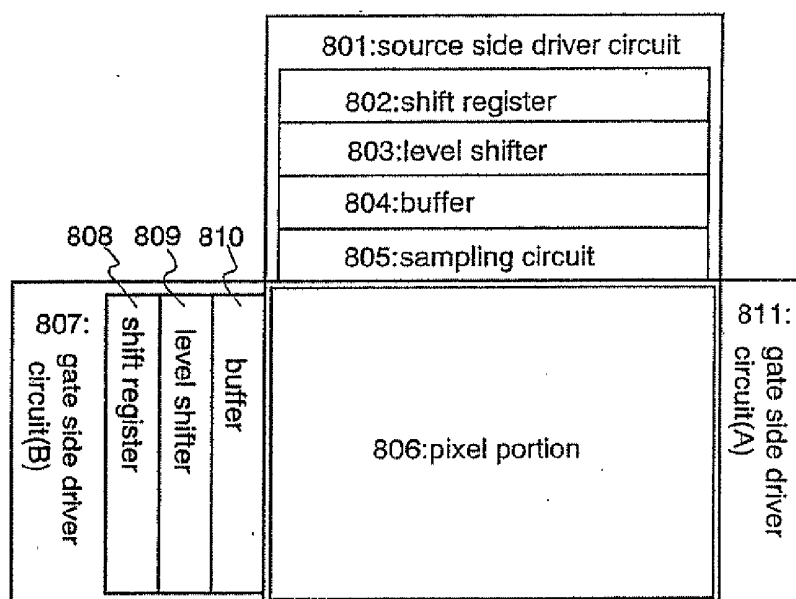 801:source side driver circuit
802:shift register
803:level shifter
804:buffer
805:sampling circuit
808 809 810
807:
gate side driver
circuit(B)
shift register
level shifter
buffer
806:pixel portion
811:
gate side driver
circuit(A)